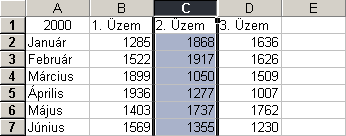 A B C D E
1 2000 1. Üzem 2. Üzem 3. Üzem
2 Január 1285 1868 1636
3 Február 1522 1917 1626
4 Március 1899 1050 1509
5 Április 1936 1277 1007
6 Május 1403 1737 1762
7 Június 1569 1355 1230